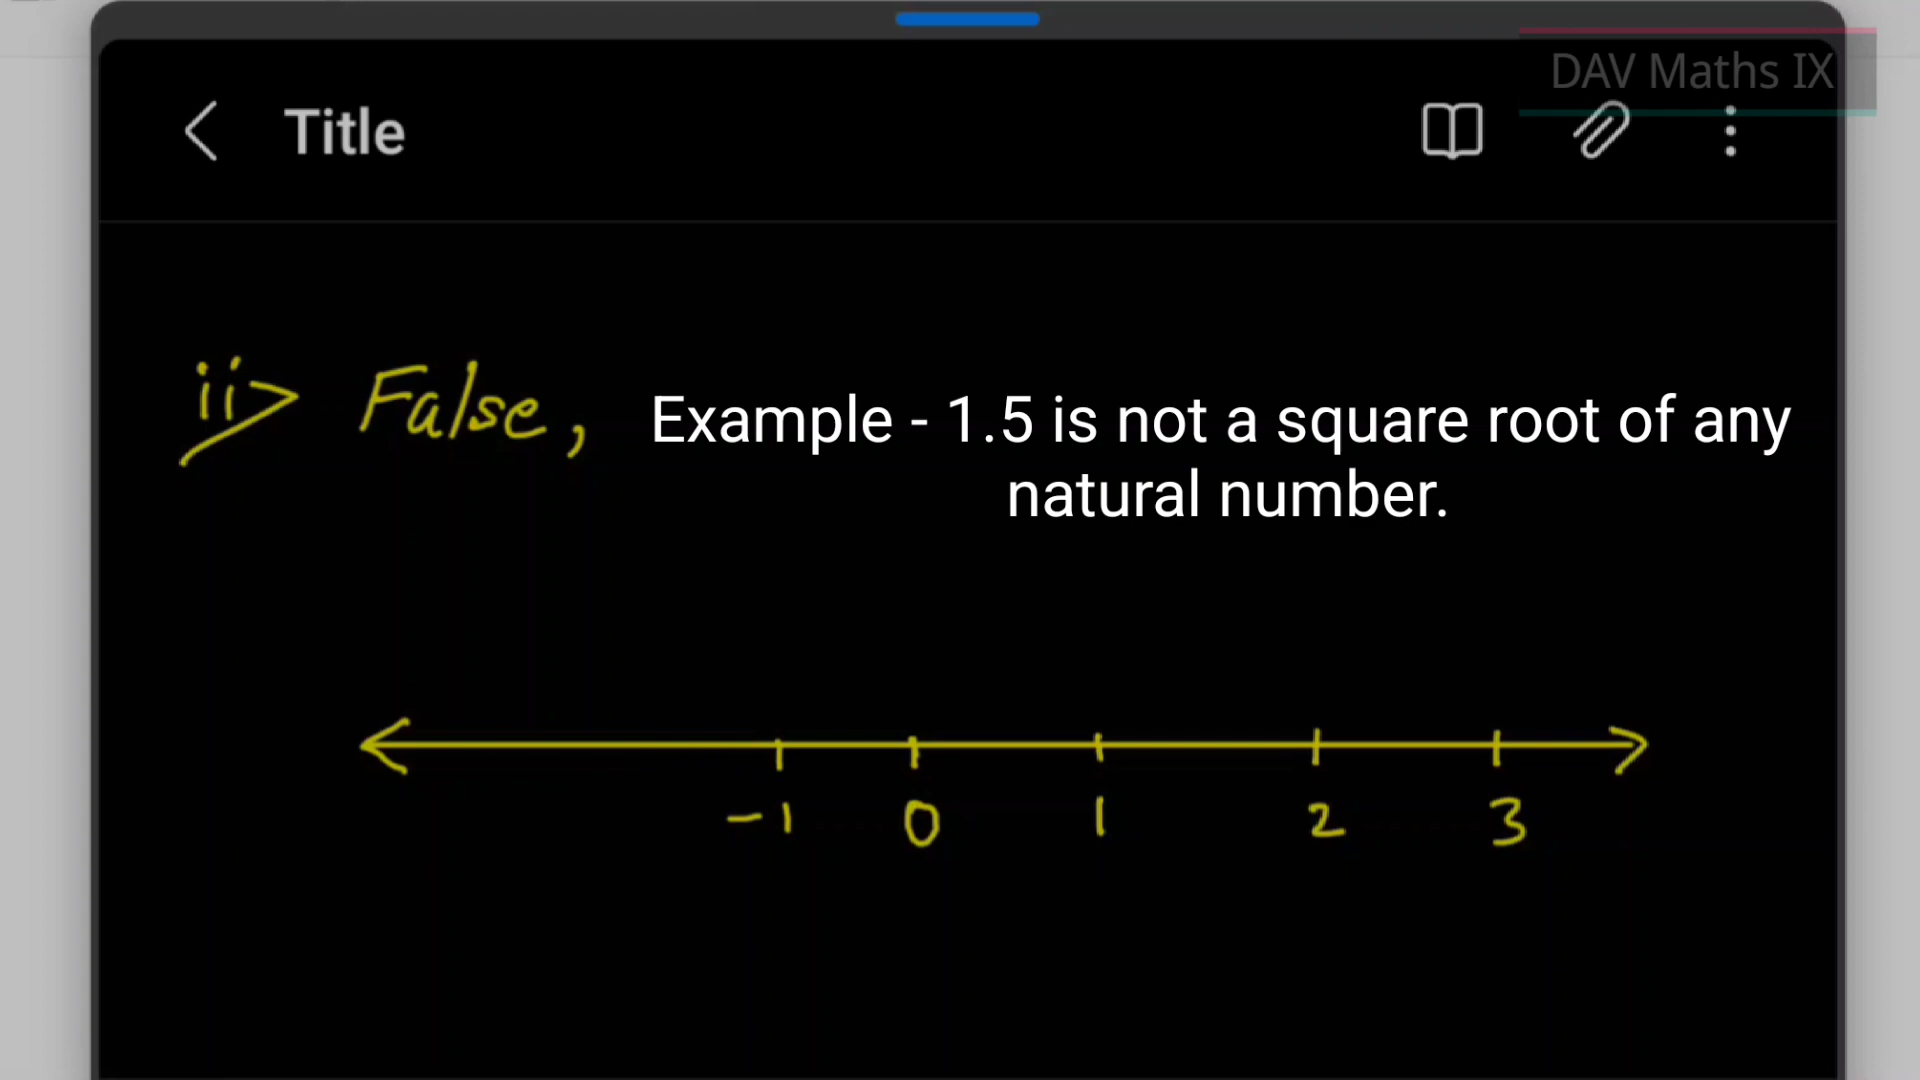 DAV Maths IX
Title
ii> False, Example - 1.5 is not a square root of any
natural number.
-1 0 1 2 3